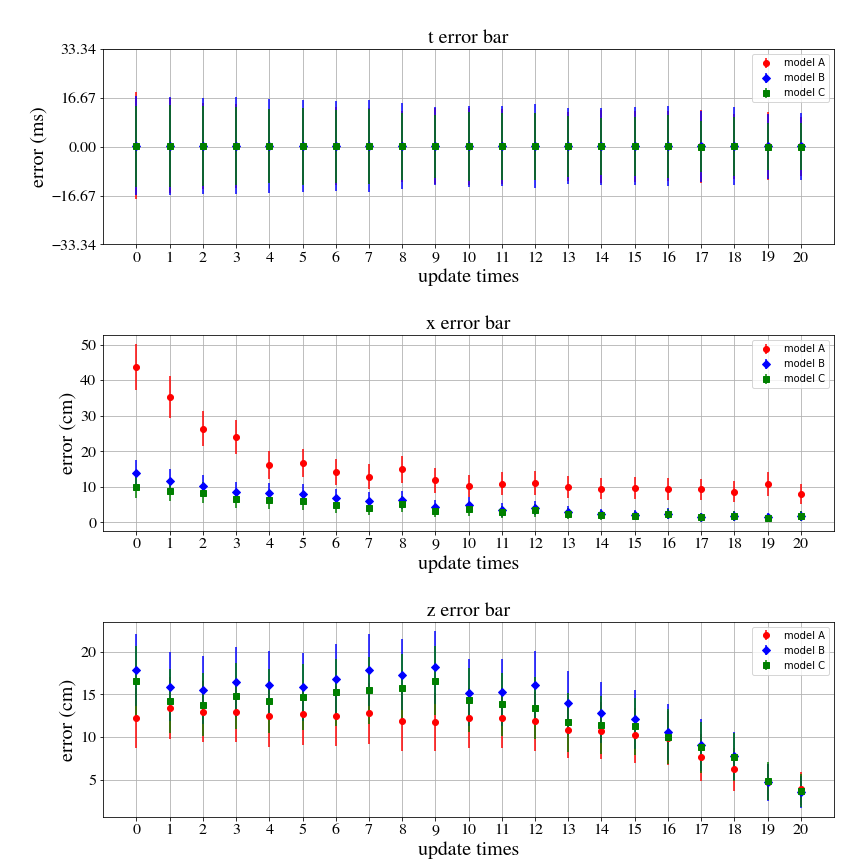 t error bar
33.34
16.67
0.00
−16.67
−33.34
error (ms)
model A
model B
model C
0 1 2 3 4 5 6 7 8 9 10 11 12 13 14 15 16 17 18 19 20
update times
x error bar
50
40
30
20
10
0
error (cm)
model A
model B
model C
0 1 2 3 4 5 6 7 8 9 10 11 12 13 14 15 16 17 18 19 20
update times
z error bar
20
15
10
5
error (cm)
model A
model B
model C
0 1 2 3 4 5 6 7 8 9 10 11 12 13 14 15 16 17 18 19 20
update times